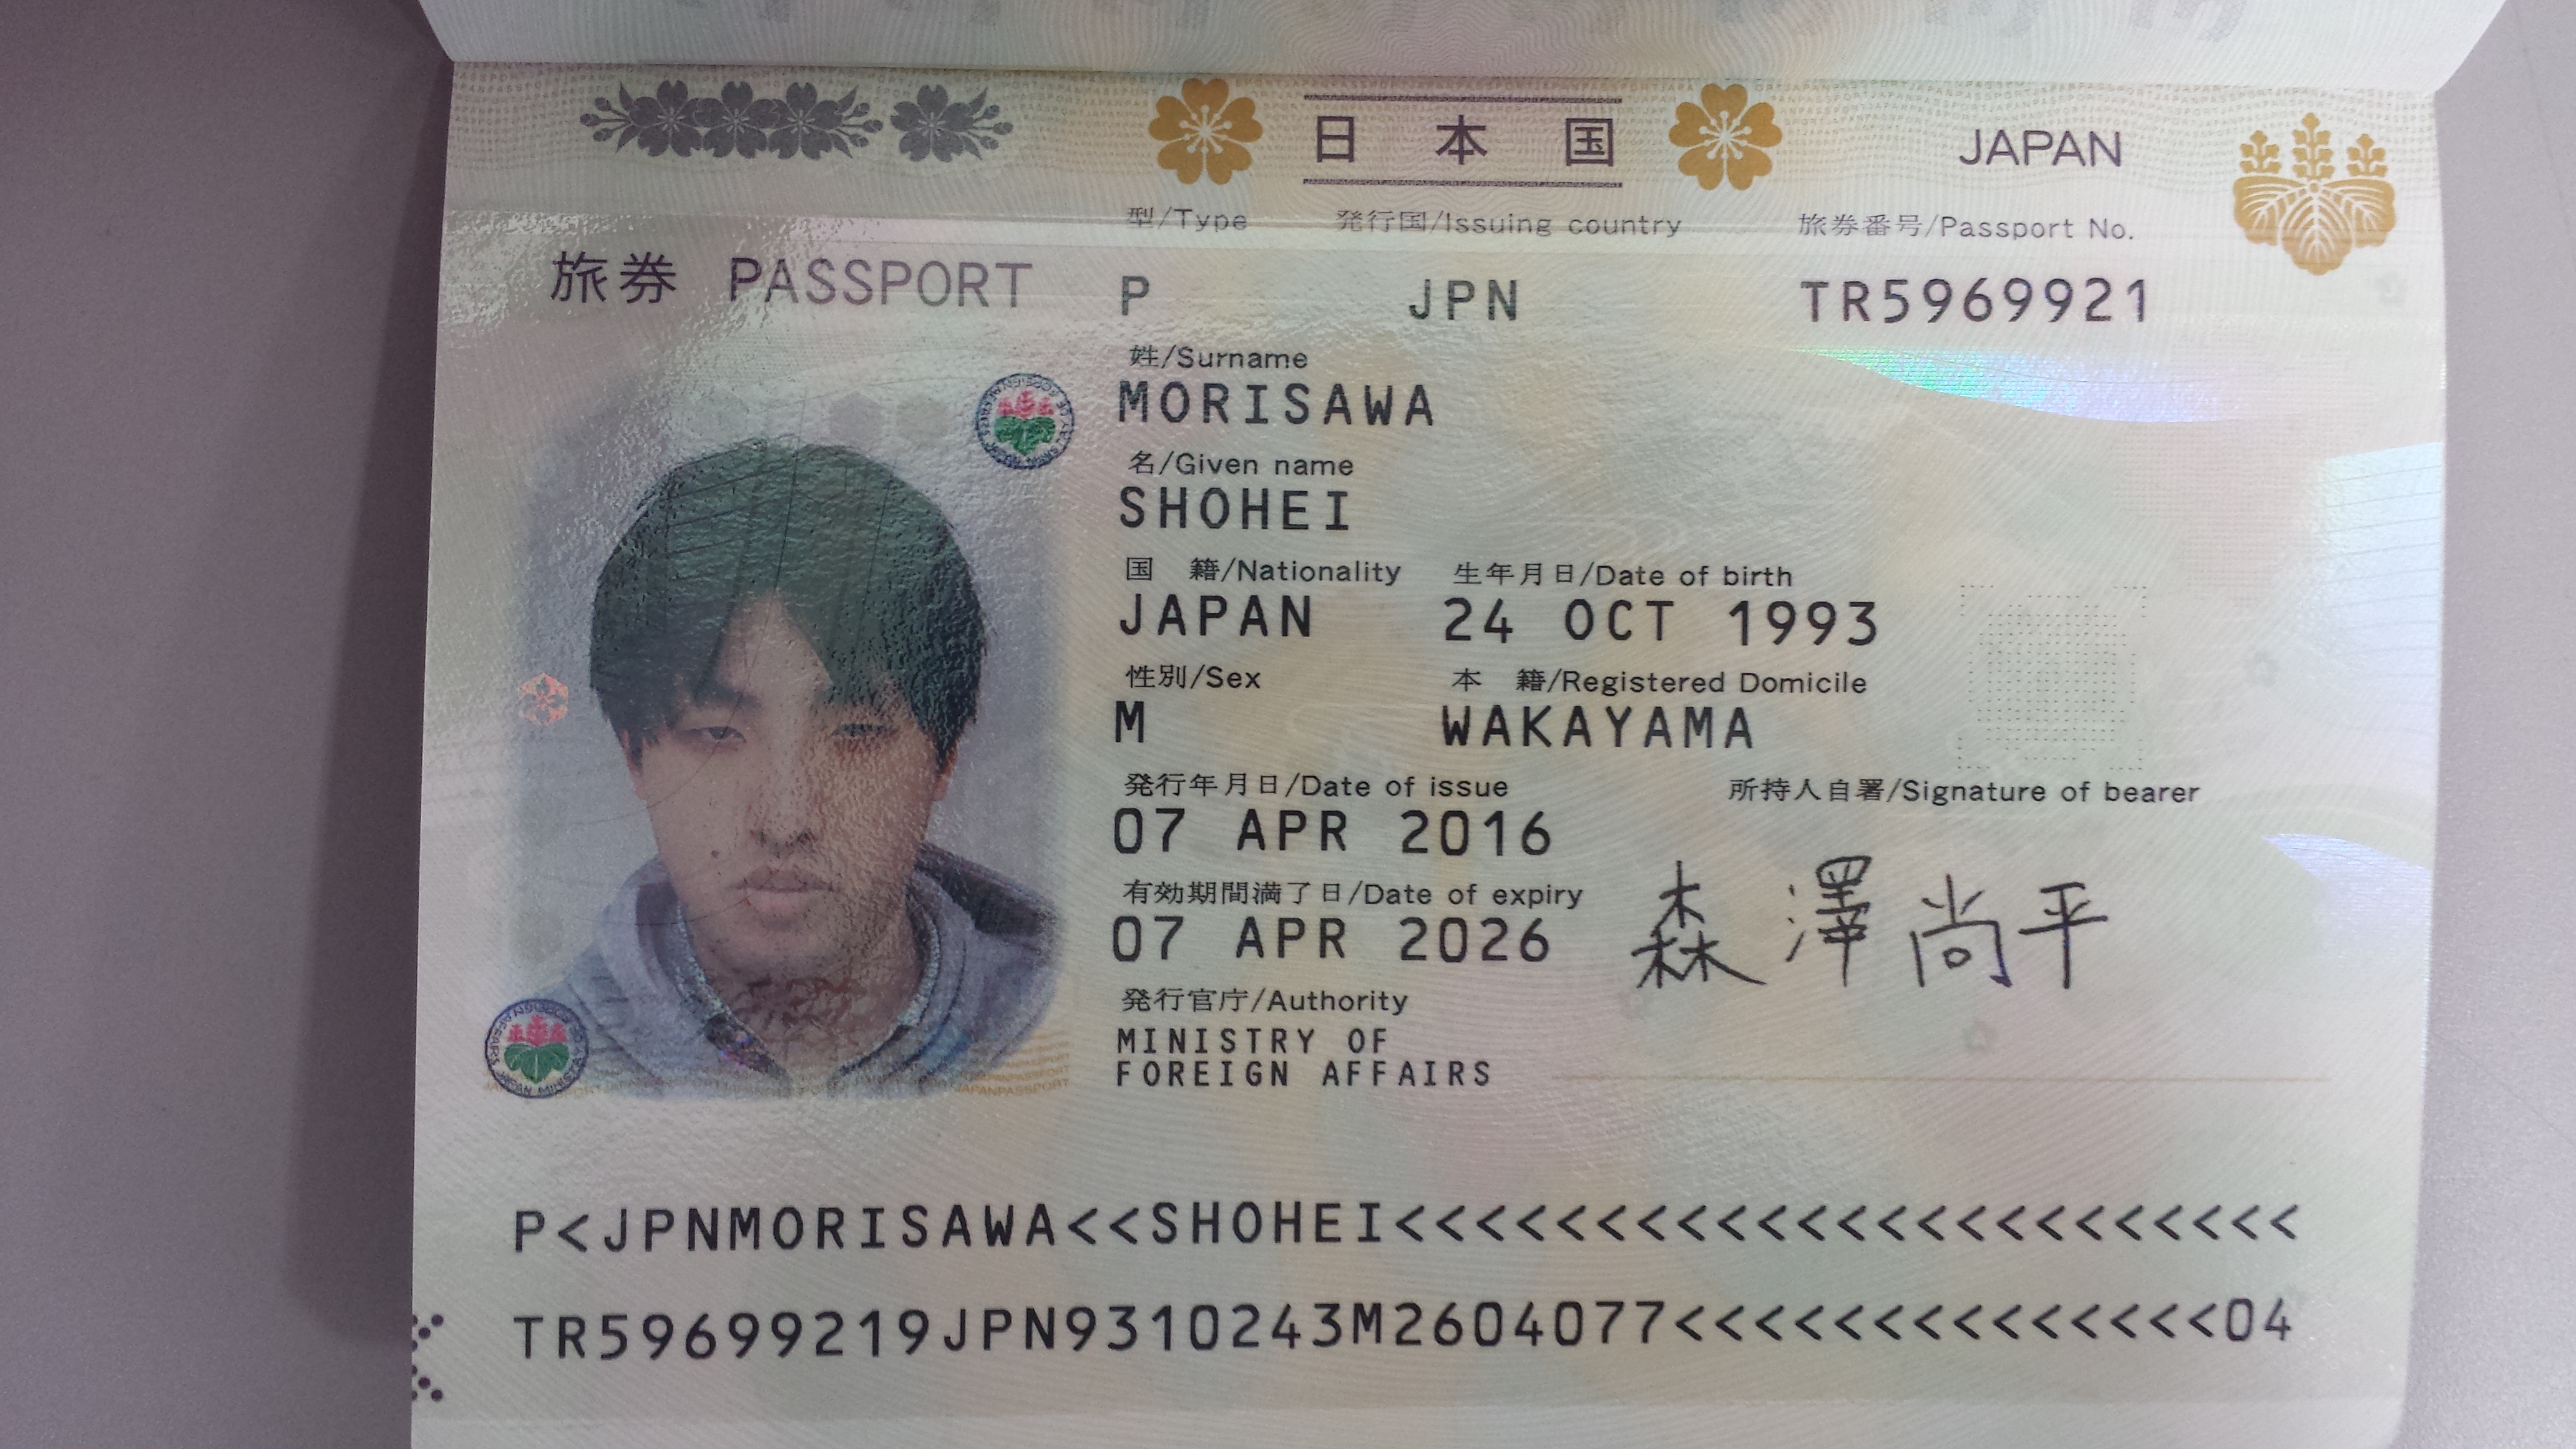 日本国 JAPAN
旅券 PASSPORT
型/Type 発行国/Issuing country 旅券番号/Passport No.
P JPN TR5969921
姓/Surname
MORISAWA
名/Given name
SHOHEI
国 籍/Nationality 生年月日/Date of birth
JAPAN 24 OCT 1993
性別/Sex 本 籍/Registered Domicile
M WAKAYAMA
発行年月日/Date of issue 所持人自署/Signature of bearer
07 APR 2016
森澤尚平
有効期間満了日/Date of expiry
07 APR 2026
発行官庁/Authority
MINISTRY OF
FOREIGN AFFAIRS
P<JPNMORISAWA<<SHOHEI<<<<<<<<<<<<<<<<<<<<<<<
TR59699219JPN9310243M2604077<<<<<<<<<<<<<<04